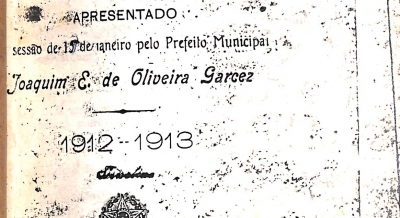 APRESENTADO
sessão de 15 de janeiro pelo Prefeito Municipal
Joaquim E. de Oliveira Garcez
1912--1913